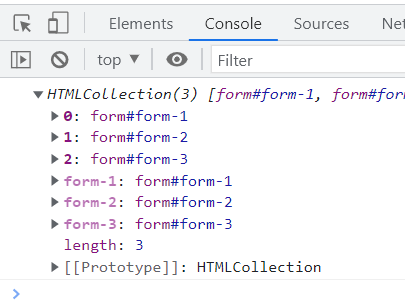 Elements Console Sources Net
top Filter
HTMLCollection(3) [form#form-1, form#for
0: form#form-1
1: form#form-2
2: form#form-3
form-1: form#form-1
form-2: form#form-2
form-3: form#form-3
length: 3
[[Prototype]]: HTMLCollection